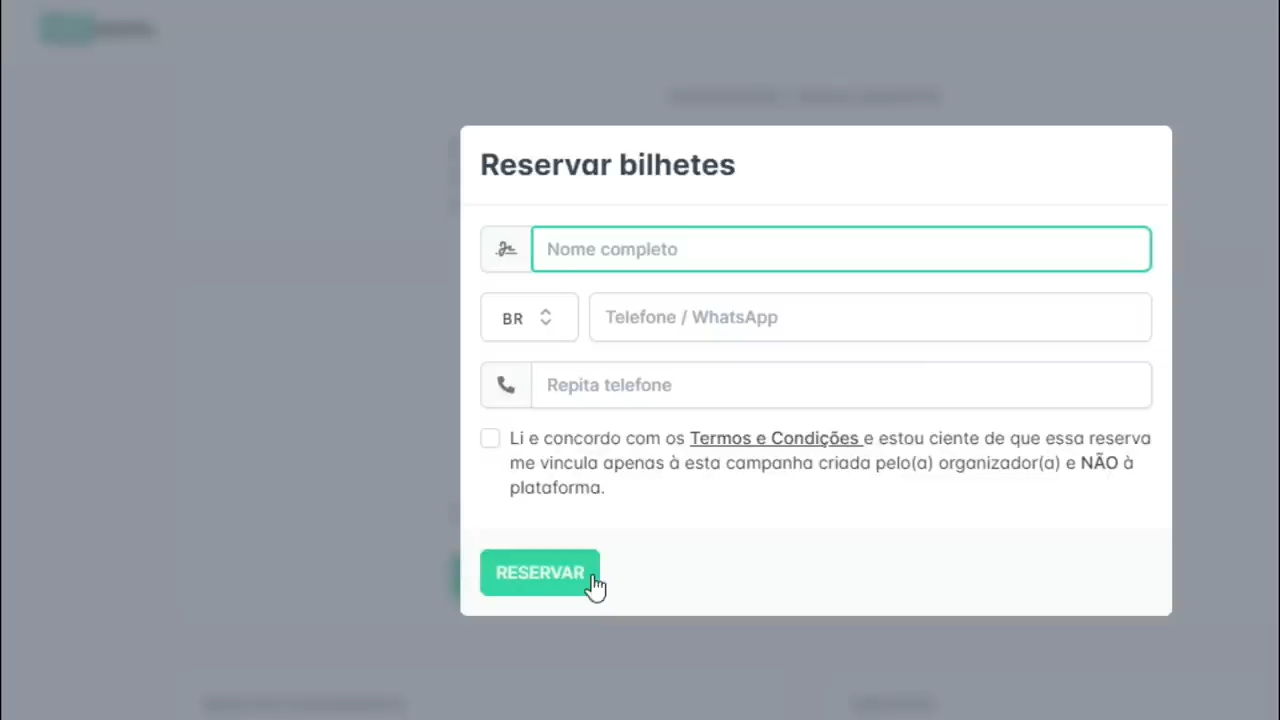 Reservar bilhetes
Nome completo
BR
Telefone / WhatsApp
Repita telefone
Li e concordo com os Termos e Condições e estou ciente de que essa reserva
me vincula apenas à esta campanha criada pelo(a) organizador(a) e NÃO à
plataforma.
RESERVAR